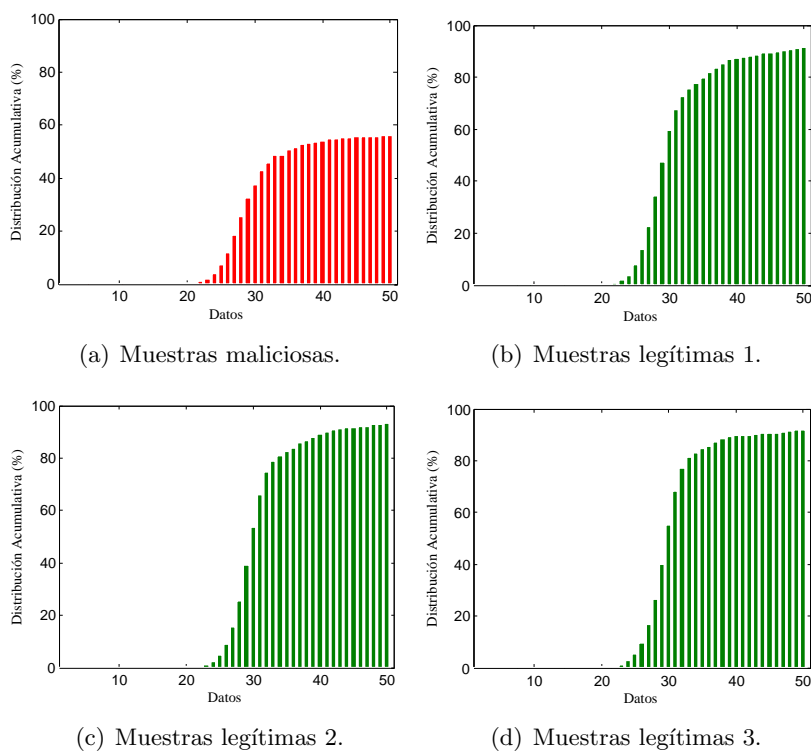 100
80
60
40
20
0
Distribución Acumulativa (%)
10 20 30 40 50
Datos
(a) Muestras maliciosas.
100
80
60
40
20
0
Distribución Acumulativa (%)
10 20 30 40 50
Datos
(b) Muestras legítimas 1.
100
80
60
40
20
0
Distribución Acumulativa (%)
10 20 30 40 50
Datos
(c) Muestras legítimas 2.
100
80
60
40
20
0
Distribución Acumulativa (%)
10 20 30 40 50
Datos
(d) Muestras legítimas 3.